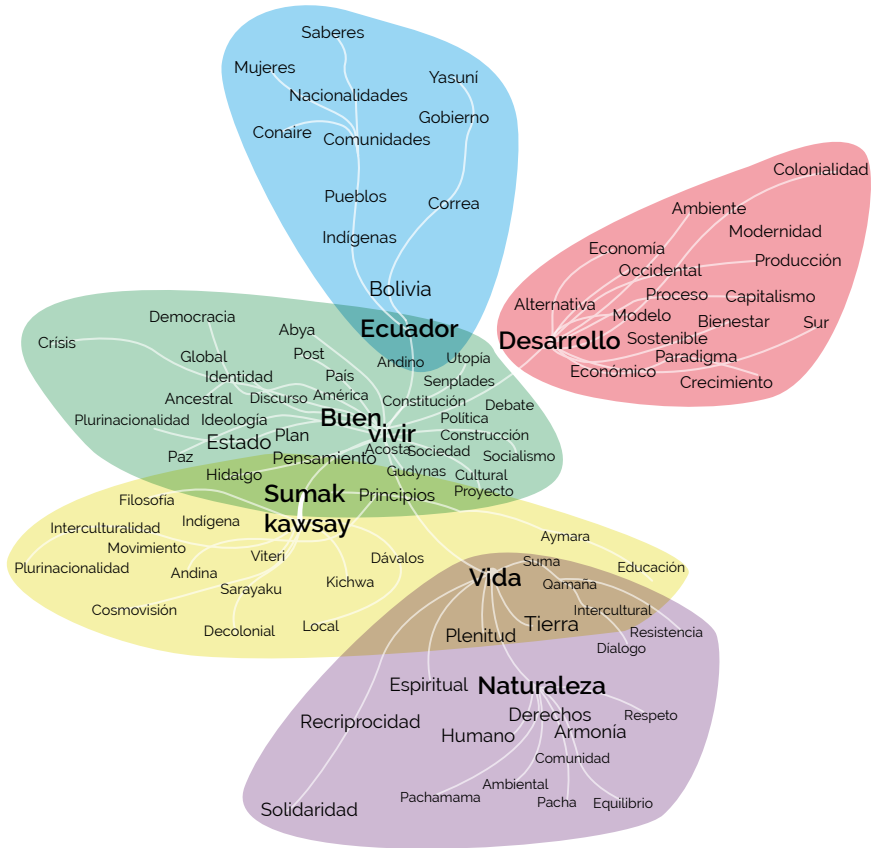 Saberes
Mujeres
Yasuní
Nacionalidades
Gobierno
Conaire
Comunidades
Pueblos
Correa
Indígenas
Bolivia
Ecuador
Colonialidad
Ambiente
Modernidad
Economía
Producción
Occidental
Proceso
Capitalismo
Alternativa
Modelo
Bienestar
Sur
Desarrollo
Sostenible
Paradigma
Económico
Crecimiento
Democracia
Crísis
Abya
Global
Post
Andino
Utopía
Identidad
País
Senplades
Ancestral
Discurso
América
Constitución
Debate
Plurinacionalidad
Ideología
Buen
vivir
Política
Estado
Plan
Construcción
Paz
Pensamiento
Acosta
Sociedad
Socialismo
Hidalgo
Gudynas
Cultural
Proyecto
Sumak
kawsay
Principios
Filosofía
Interculturalidad
Indígena
Movimiento
Plurinacionalidad
Andina
Viteri
Dávalos
Sarayaku
Kichwa
Cosmovisión
Decolonial
Local
Aymara
Suma
Educación
Vida
Qamaña
Intercultural
Tierra
Plenitud
Resistencia
Díalogo
Espiritual
Naturaleza
Recriprocidad
Derechos
Respeto
Humano
Armonía
Comunidad
Ambiental
Pachamama
Pacha
Equilibrio
Solidaridad